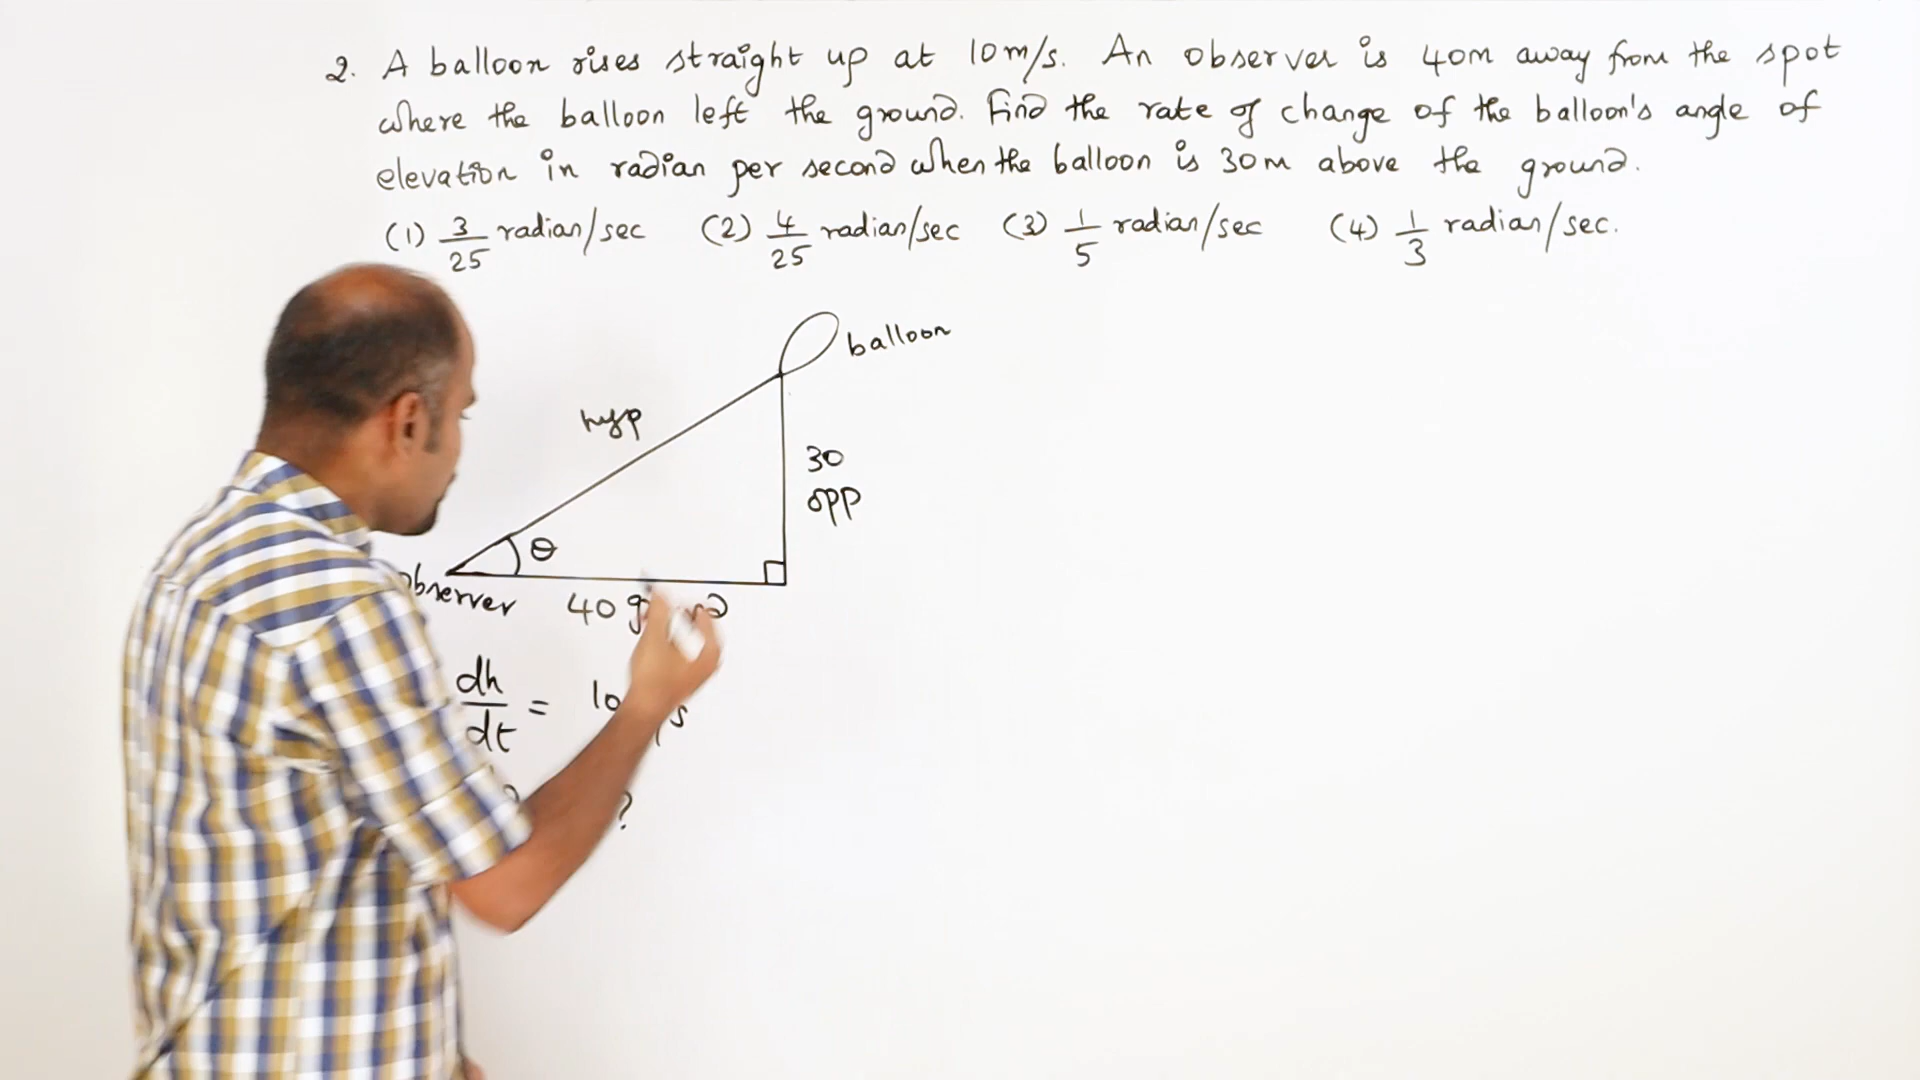 2. A balloon rises straight up at 10m/s. An observer is 40m away from the spot
where the balloon left the ground. Find the rate of change of the balloon's angle of
elevation in radian per second when the balloon is 30m above the ground.
(1) 3/25 radian/sec (2) 4/25 radian/sec (3) 1/5 radian/sec (4) 1/3 radian/sec.
balloon
hyp
30
opp
θ
observer 40
dh/dt = 10
?